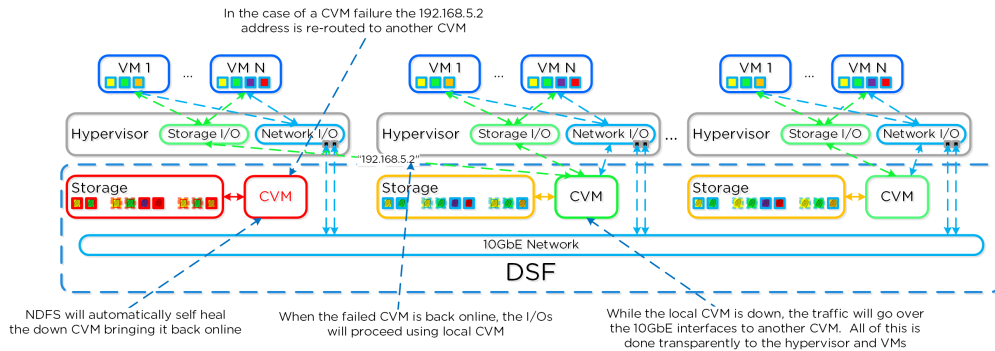 In the case of a CVM failure the 192.168.5.2
address is re-routed to another CVM
VM 1
...
VM N
VM 1
...
VM N
VM 1
...
VM N
Hypervisor
Storage I/O
Network I/O
Hypervisor
Storage I/O
Network I/O
...
Hypervisor
Storage I/O
Network I/O
"192.168.5.2"
Storage
CVM
Storage
CVM
Storage
CVM
10GbE Network
DSF
NDFS will automatically self heal
the down CVM bringing it back online
When the failed CVM is back online, the I/Os
will proceed using local CVM
While the local CVM is down, the traffic will go over
the 10GbE interfaces to another CVM.  All of this is
done transparently to the hypervisor and VMs